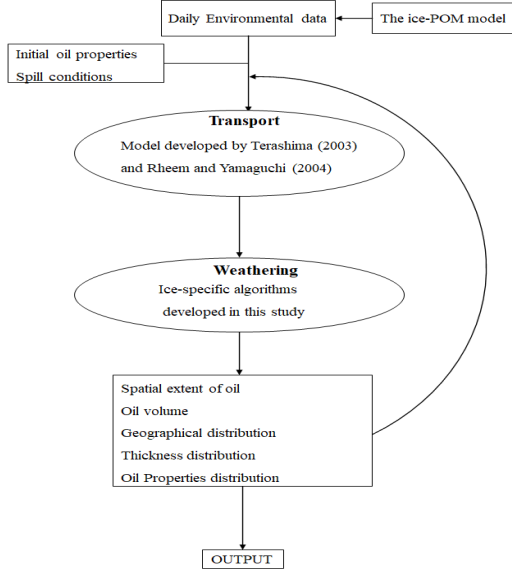 Daily Environmental data
The ice-POM model
Initial oil properties
Spill conditions
Transport
Model developed by Terashima (2003)
and Rheem and Yamaguchi (2004)
Weathering
Ice-specific algorithms
developed in this study
Spatial extent of oil
Oil volume
Geographical distribution
Thickness distribution
Oil Properties distribution
OUTPUT